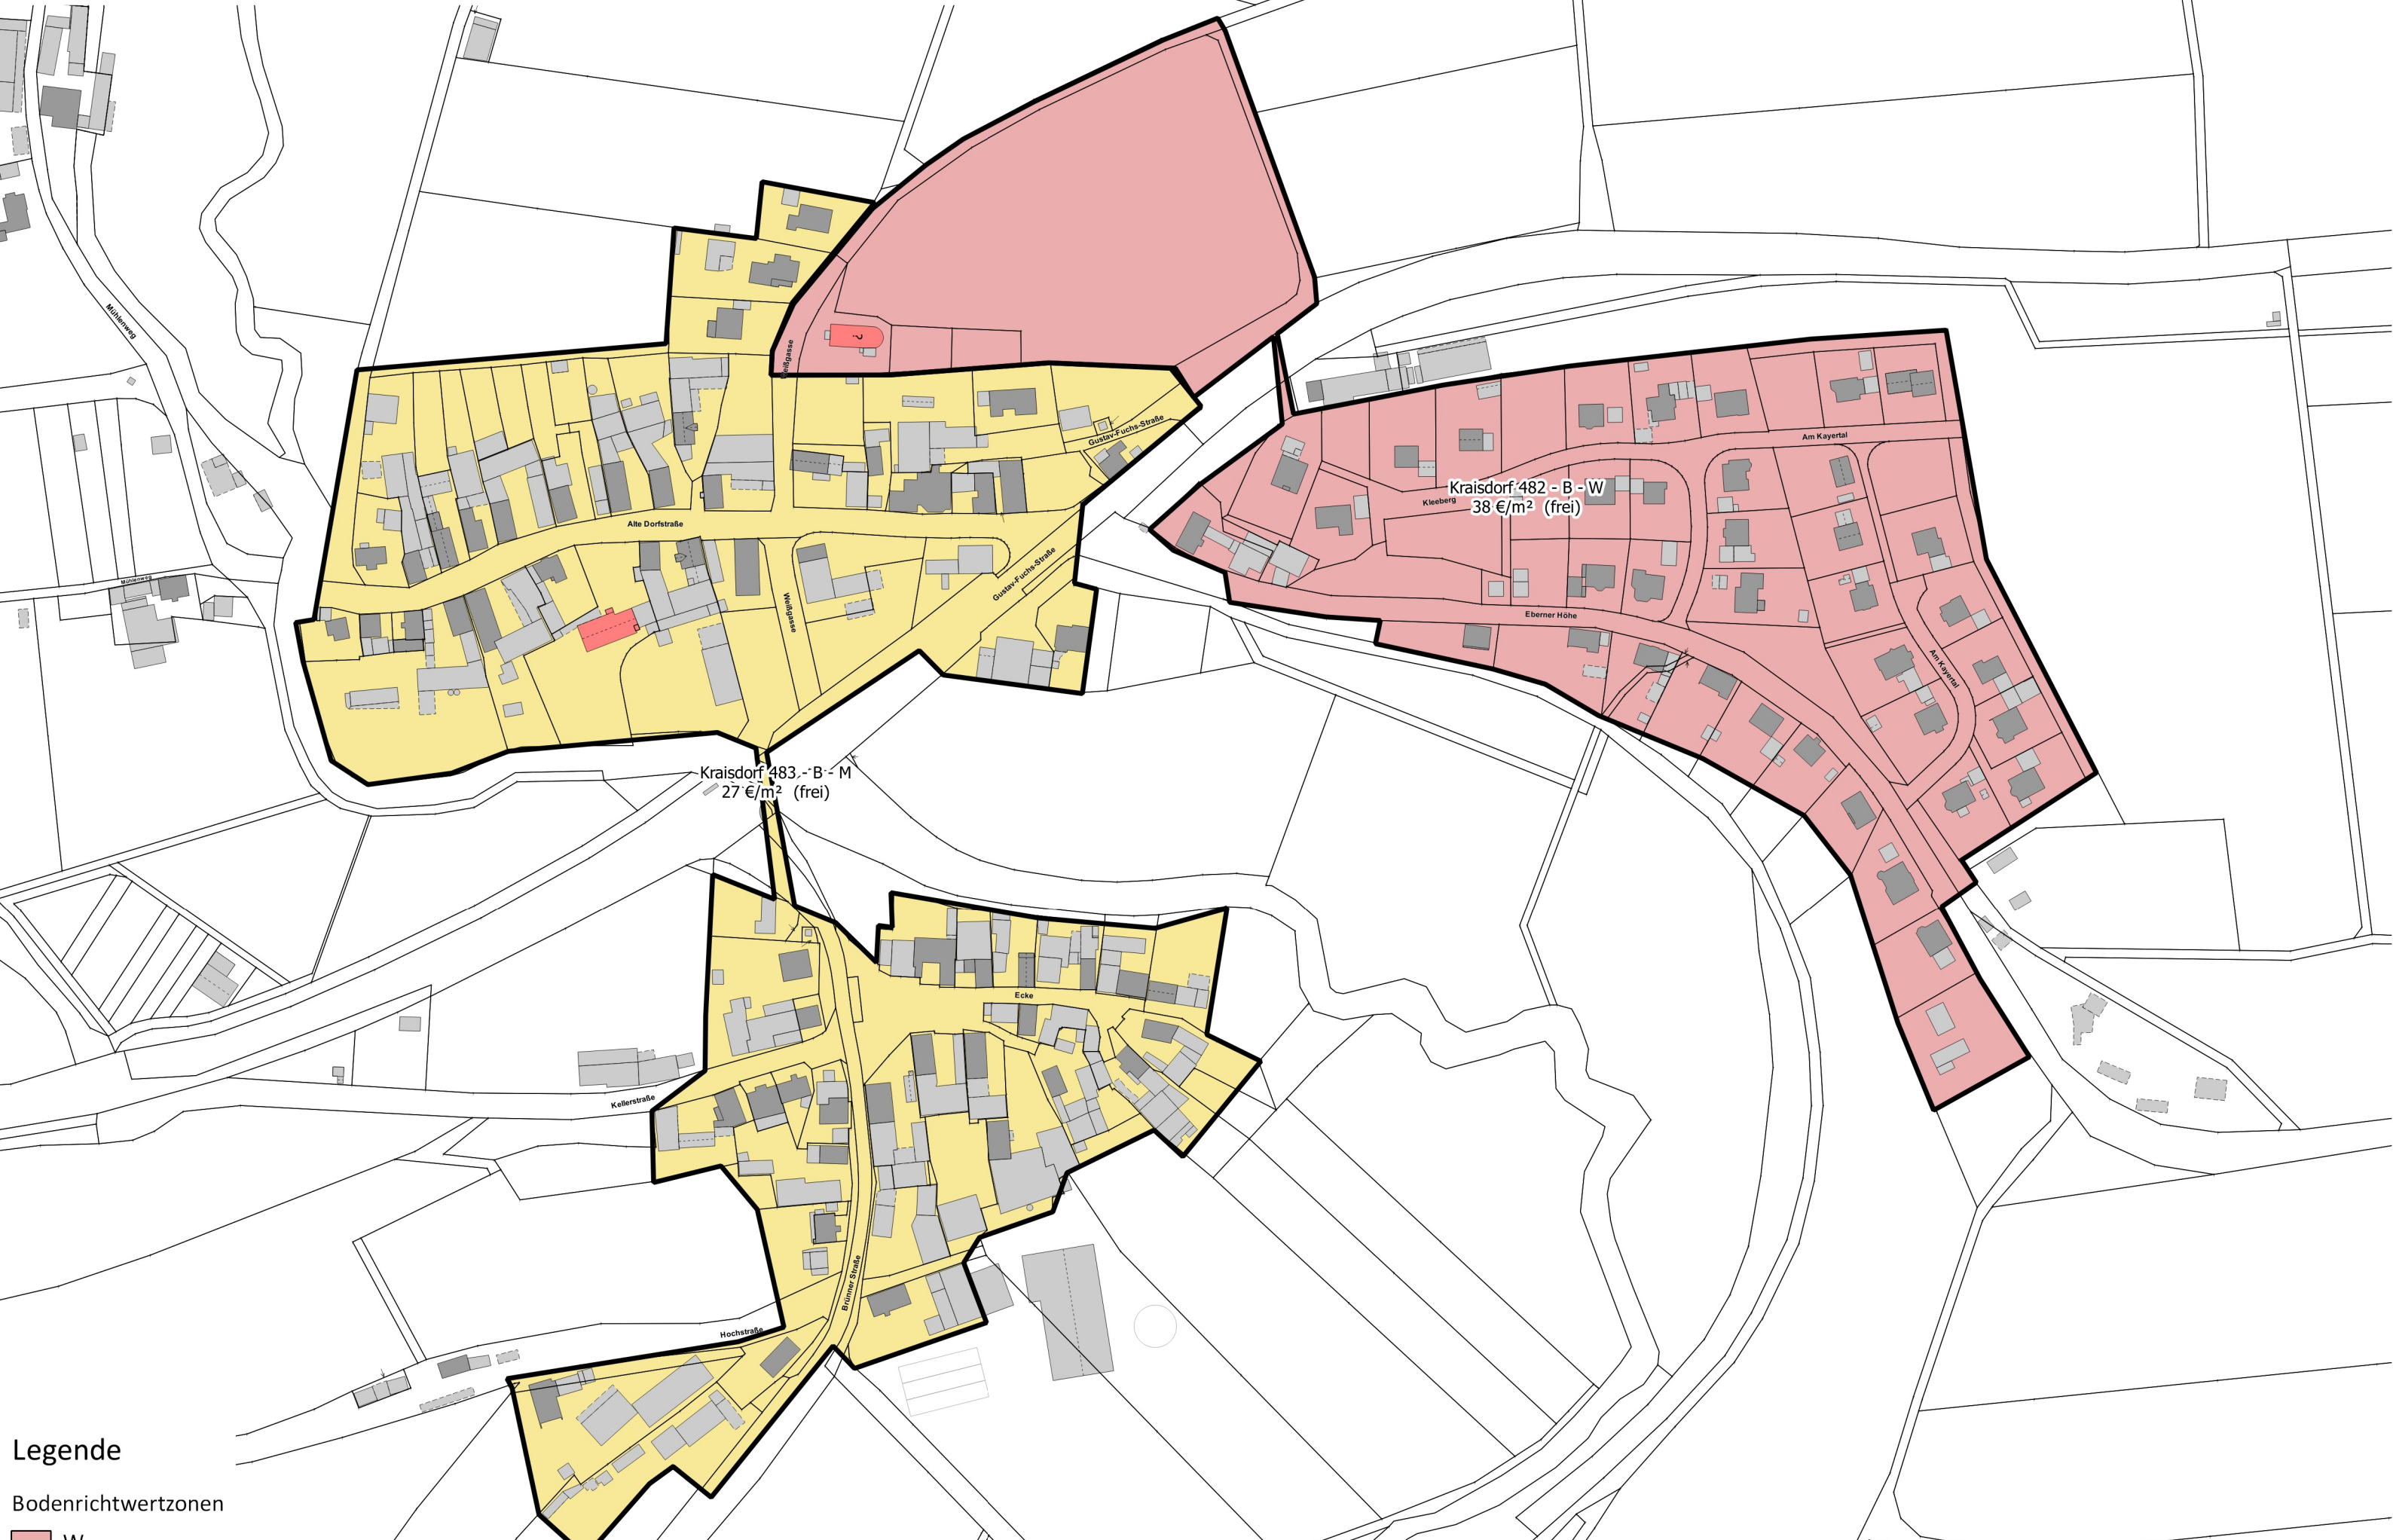 Mühlenweg
Weißgasse
Gustav-Fuchs-Straße
Am Kayertal
Kraisdorf 482 - B - W
38 €/m² (frei)
Kleeberg
Alte Dorfstraße
Mühlenweg
Gustav-Fuchs-Straße
Weißgasse
Eberner Höhe
Am Kayertal
Kraisdorf 483 - B - M
27 €/m² (frei)
Ecke
Kellerstraße
Brünner Straße
Hochstraße
Legende
Bodenrichtwertzonen
W